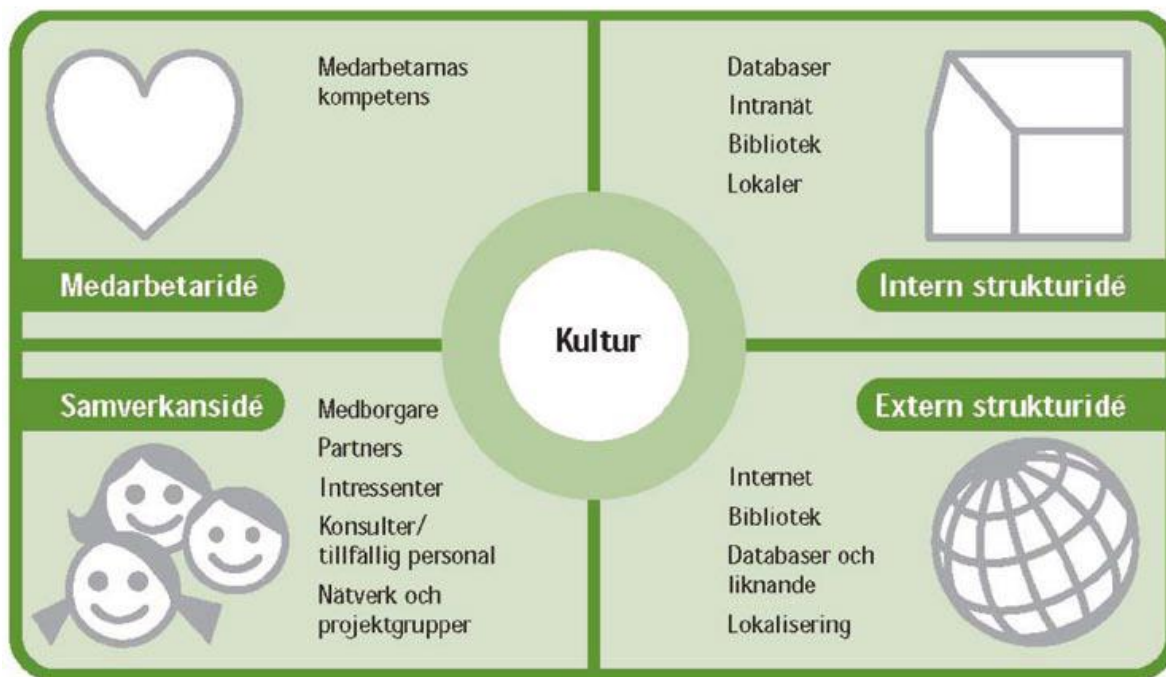 Medarbetarnas
kompetens
Medarbetaridé
Databaser
Intranät
Bibliotek
Lokaler
Intern strukturidé
Kultur
Samverkansidé
Medborgare
Partners
Intressenter
Konsulter/
tillfällig personal
Nätverk och
projektgrupper
Extern strukturidé
Internet
Bibliotek
Databaser och
liknande
Lokalisering